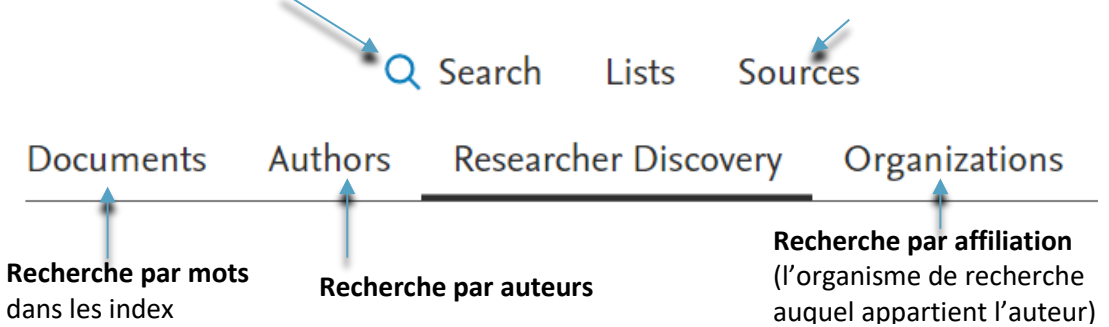 Search Lists Sources
Documents Authors Researcher Discovery Organizations
Recherche par mots
dans les index
Recherche par auteurs
Recherche par affiliation
(l'organisme de recherche
auquel appartient l'auteur)